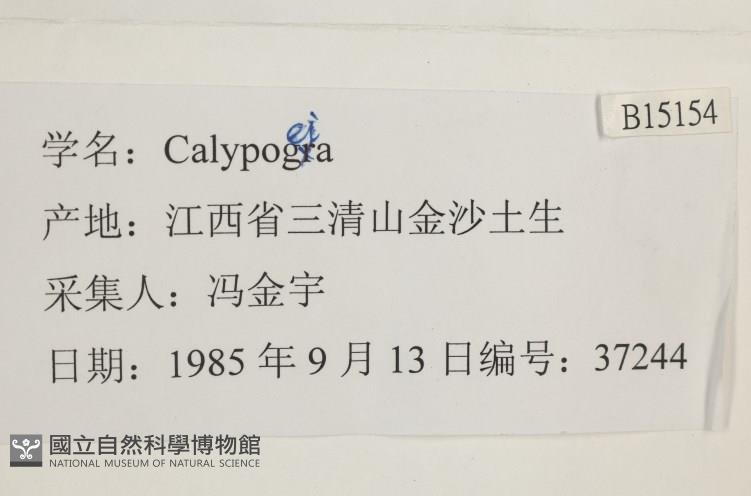 B15154
学名：Calypogra
ei
产地：江西省三清山金沙土生
采集人：冯金宇
日期：1985 年 9 月 13 日编号：37244
國立自然科學博物館
NATIONAL MUSEUM OF NATURAL SCIENCE